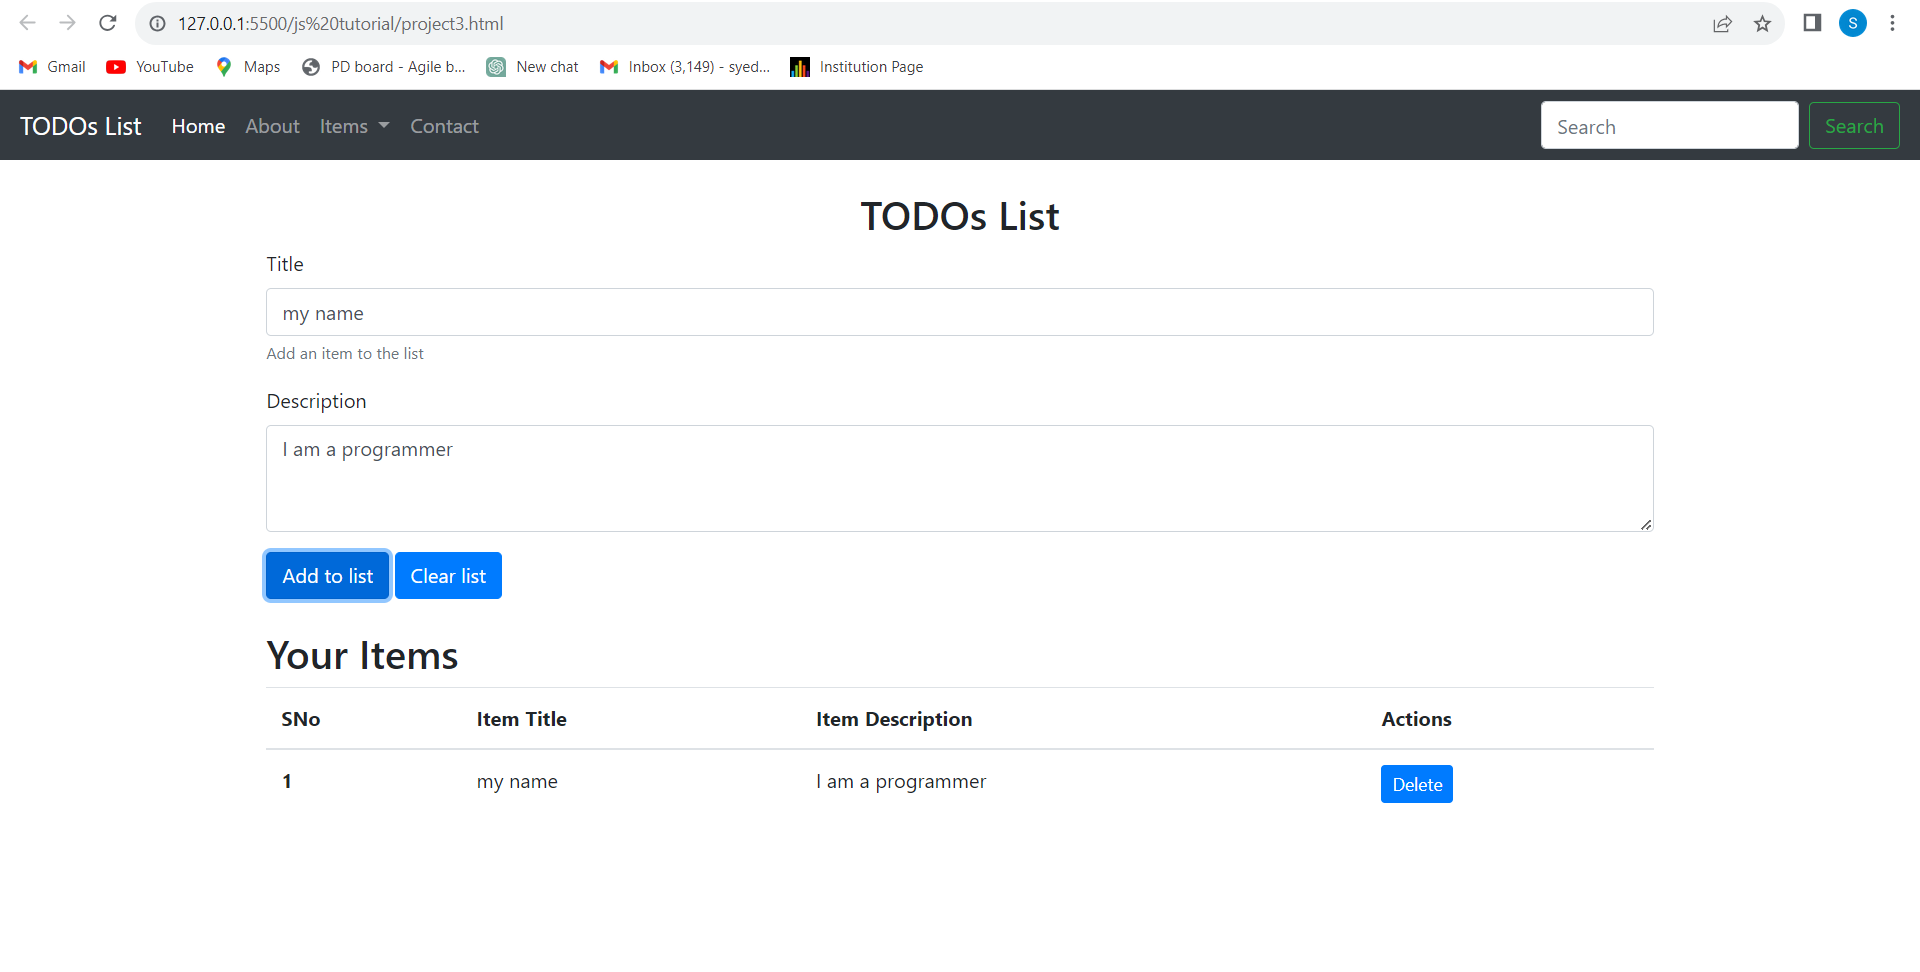 127.0.0.1:5500/js%20tutorial/project3.html
S
Gmail YouTube Maps PD board - Agile b... New chat Inbox (3,149) - syed... Institution Page
TODOs List Home About Items Contact Search Search
TODOs List
Title
my name
Add an item to the list
Description
I am a programmer
Add to list Clear list
Your Items
SNo Item Title Item Description Actions
1 my name I am a programmer Delete